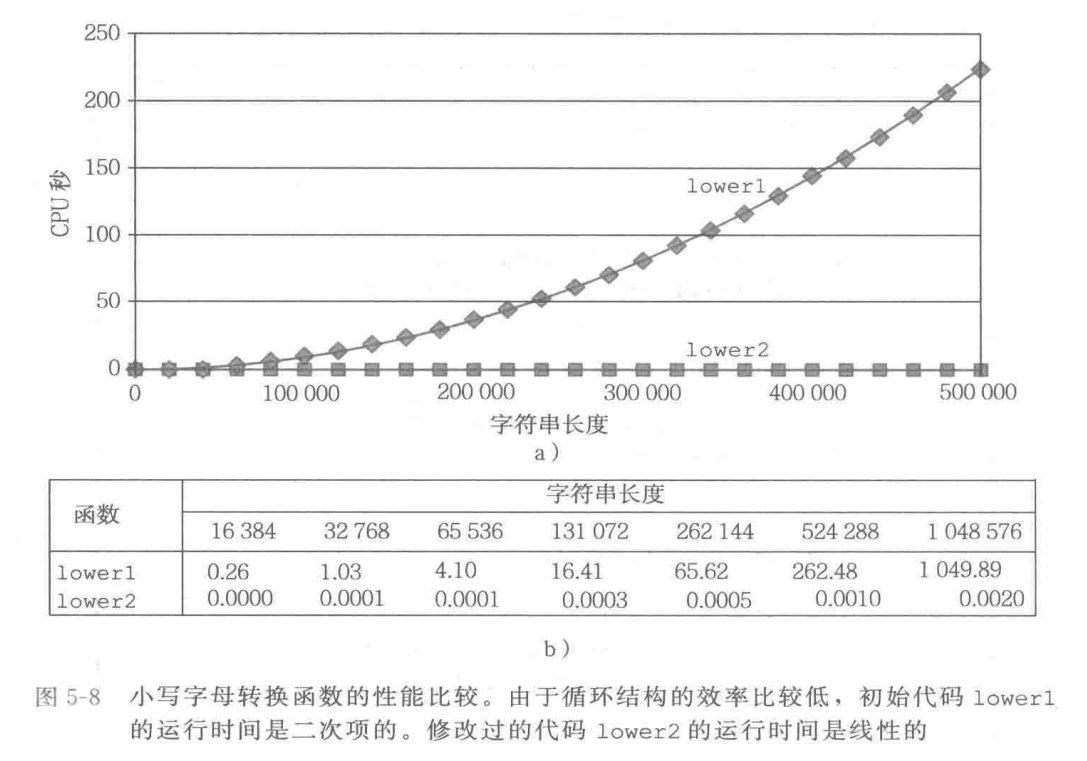 250
200
150
100
50
0
CPU 秒
lower1
lower2
0 100 000 200 000 300 000 400 000 500 000
字符串长度
a)
函数 字符串长度
16 384 32 768 65 536 131 072 262 144 524 288 1 048 576
lower1 0.26 1.03 4.10 16.41 65.62 262.48 1 049.89
lower2 0.0000 0.0001 0.0001 0.0003 0.0005 0.0010 0.0020
b)
图 5-8 小写字母转换函数的性能比较。由于循环结构的效率比较低，初始代码 lower1
的运行时间是二次项的。修改过的代码 lower2 的运行时间是线性的